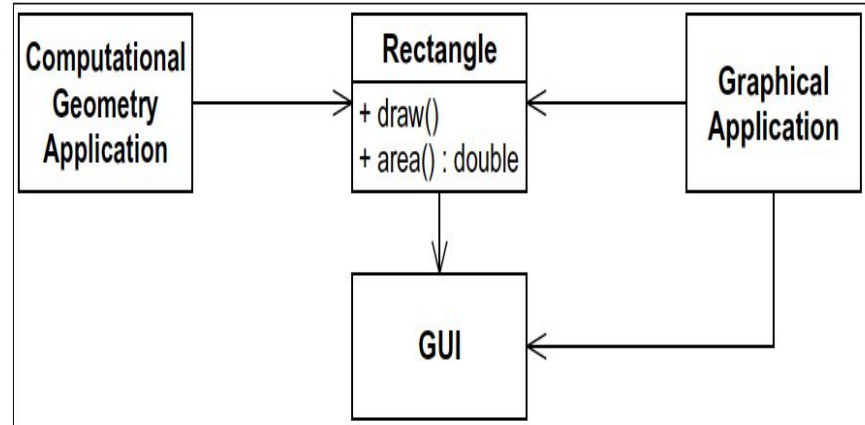 Computational
Geometry
Application
Rectangle
+ draw()
+ area() : double
Graphical
Application
GUI